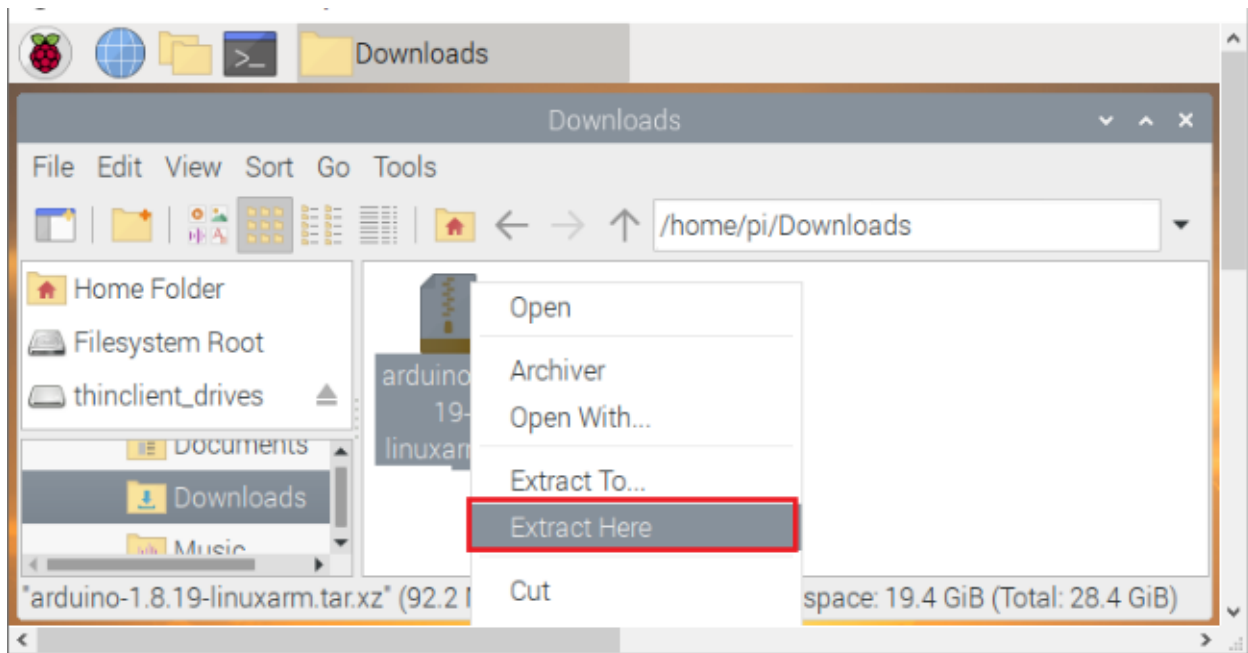 Downloads
Downloads
File Edit View Sort Go Tools
/home/pi/Downloads
Home Folder
Filesystem Root
thinclient_drives
Documents
Downloads
Music
arduino
19-
linuxarm
Open
Archiver
Open With...
Extract To...
Extract Here
Cut
"arduino-1.8.19-linuxarm.tar.xz" (92.2 space: 19.4 GiB (Total: 28.4 GiB)